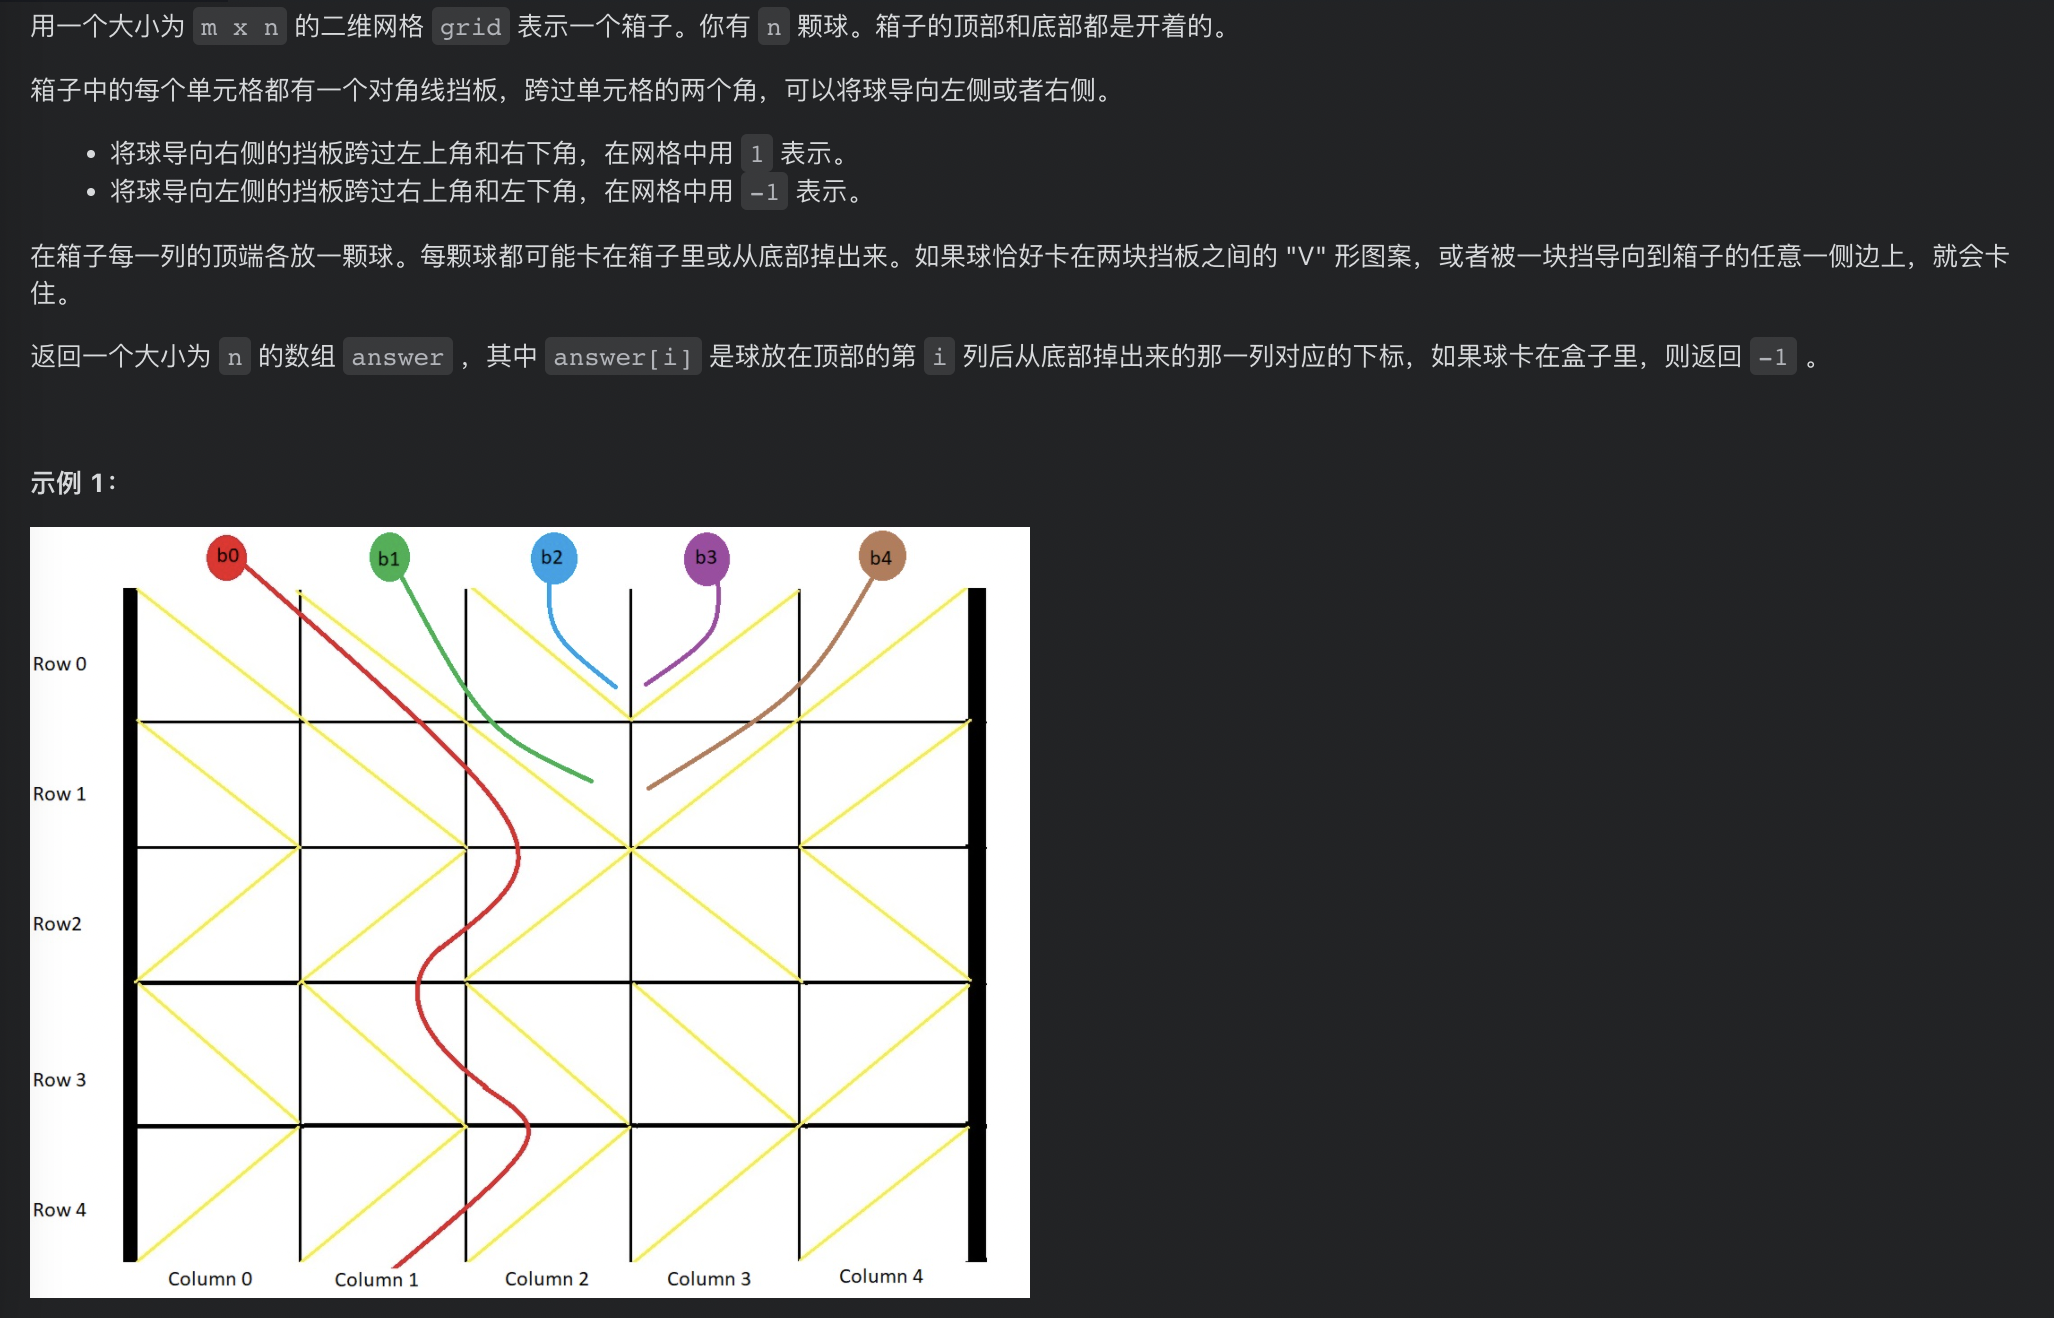 用一个大小为 m x n 的二维网格 grid 表示一个箱子。你有 n 颗球。箱子的顶部和底部都是开着的。
箱子中的每个单元格都有一个对角线挡板，跨过单元格的两个角，可以将球导向左侧或者右侧。
• 将球导向右侧的挡板跨过左上角和右下角，在网格中用 1 表示。
• 将球导向左侧的挡板跨过右上角和左下角，在网格中用 -1 表示。
在箱子每一列的顶端各放一颗球。每颗球都可能卡在箱子里或从底部掉出来。如果球恰好卡在两块挡板之间的 "V" 形图案，或者被一块挡导向到箱子的任意一侧边上，就会卡
住。
返回一个大小为 n 的数组 answer ，其中 answer[i] 是球放在顶部的第 i 列后从底部掉出来的那一列对应的下标，如果球卡在盒子里，则返回 -1 。
示例 1：
b0 b1 b2 b3 b4
Row 0
Row 1
Row2
Row 3
Row 4
Column 0 Column 1 Column 2 Column 3 Column 4